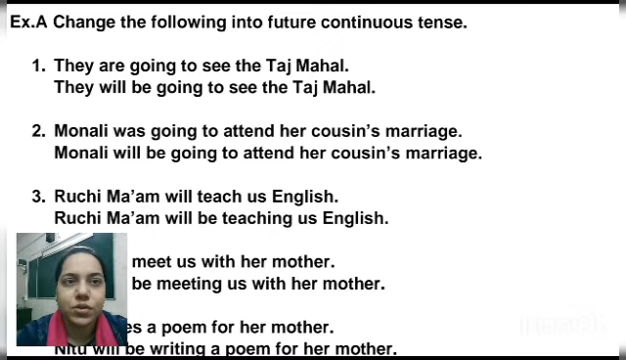 Ex.A Change the following into future continuous tense.
1. They are going to see the Taj Mahal.
They will be going to see the Taj Mahal.
2. Monali was going to attend her cousin's marriage.
Monali will be going to attend her cousin's marriage.
3. Ruchi Ma'am will teach us English.
Ruchi Ma'am will be teaching us English.
meet us with her mother.
be meeting us with her mother.
es a poem for her mother.
Nitu will be writing a poem for her mother.